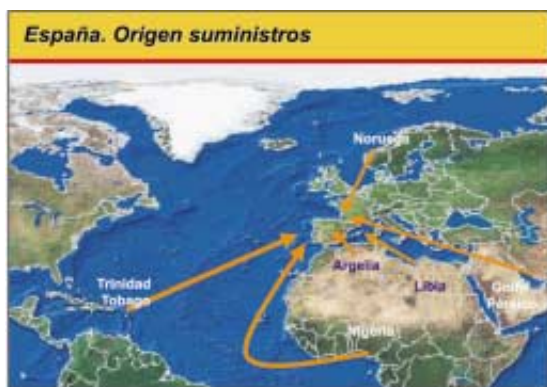 España. Origen suministros
Noruega
Trinidad
Tobago
Argelia
Libia
Golfo
Pérsico
Nigeria